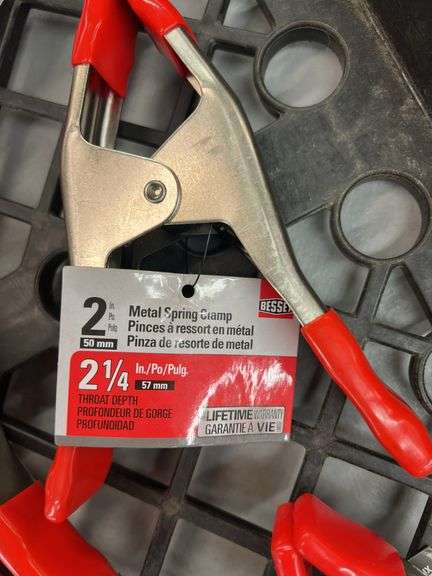 2 In
Po
Pulg
50 mm
Metal Spring Clamp
Pinces à ressort en métal
Pinza de resorte de metal
BESSEY
2 1/4 In./Po/Pulg.
57 mm
THROAT DEPTH
PROFONDEUR DE GORGE
PROFUNDIDAD
LIFETIME WARRANTY
GARANTIE À VIE